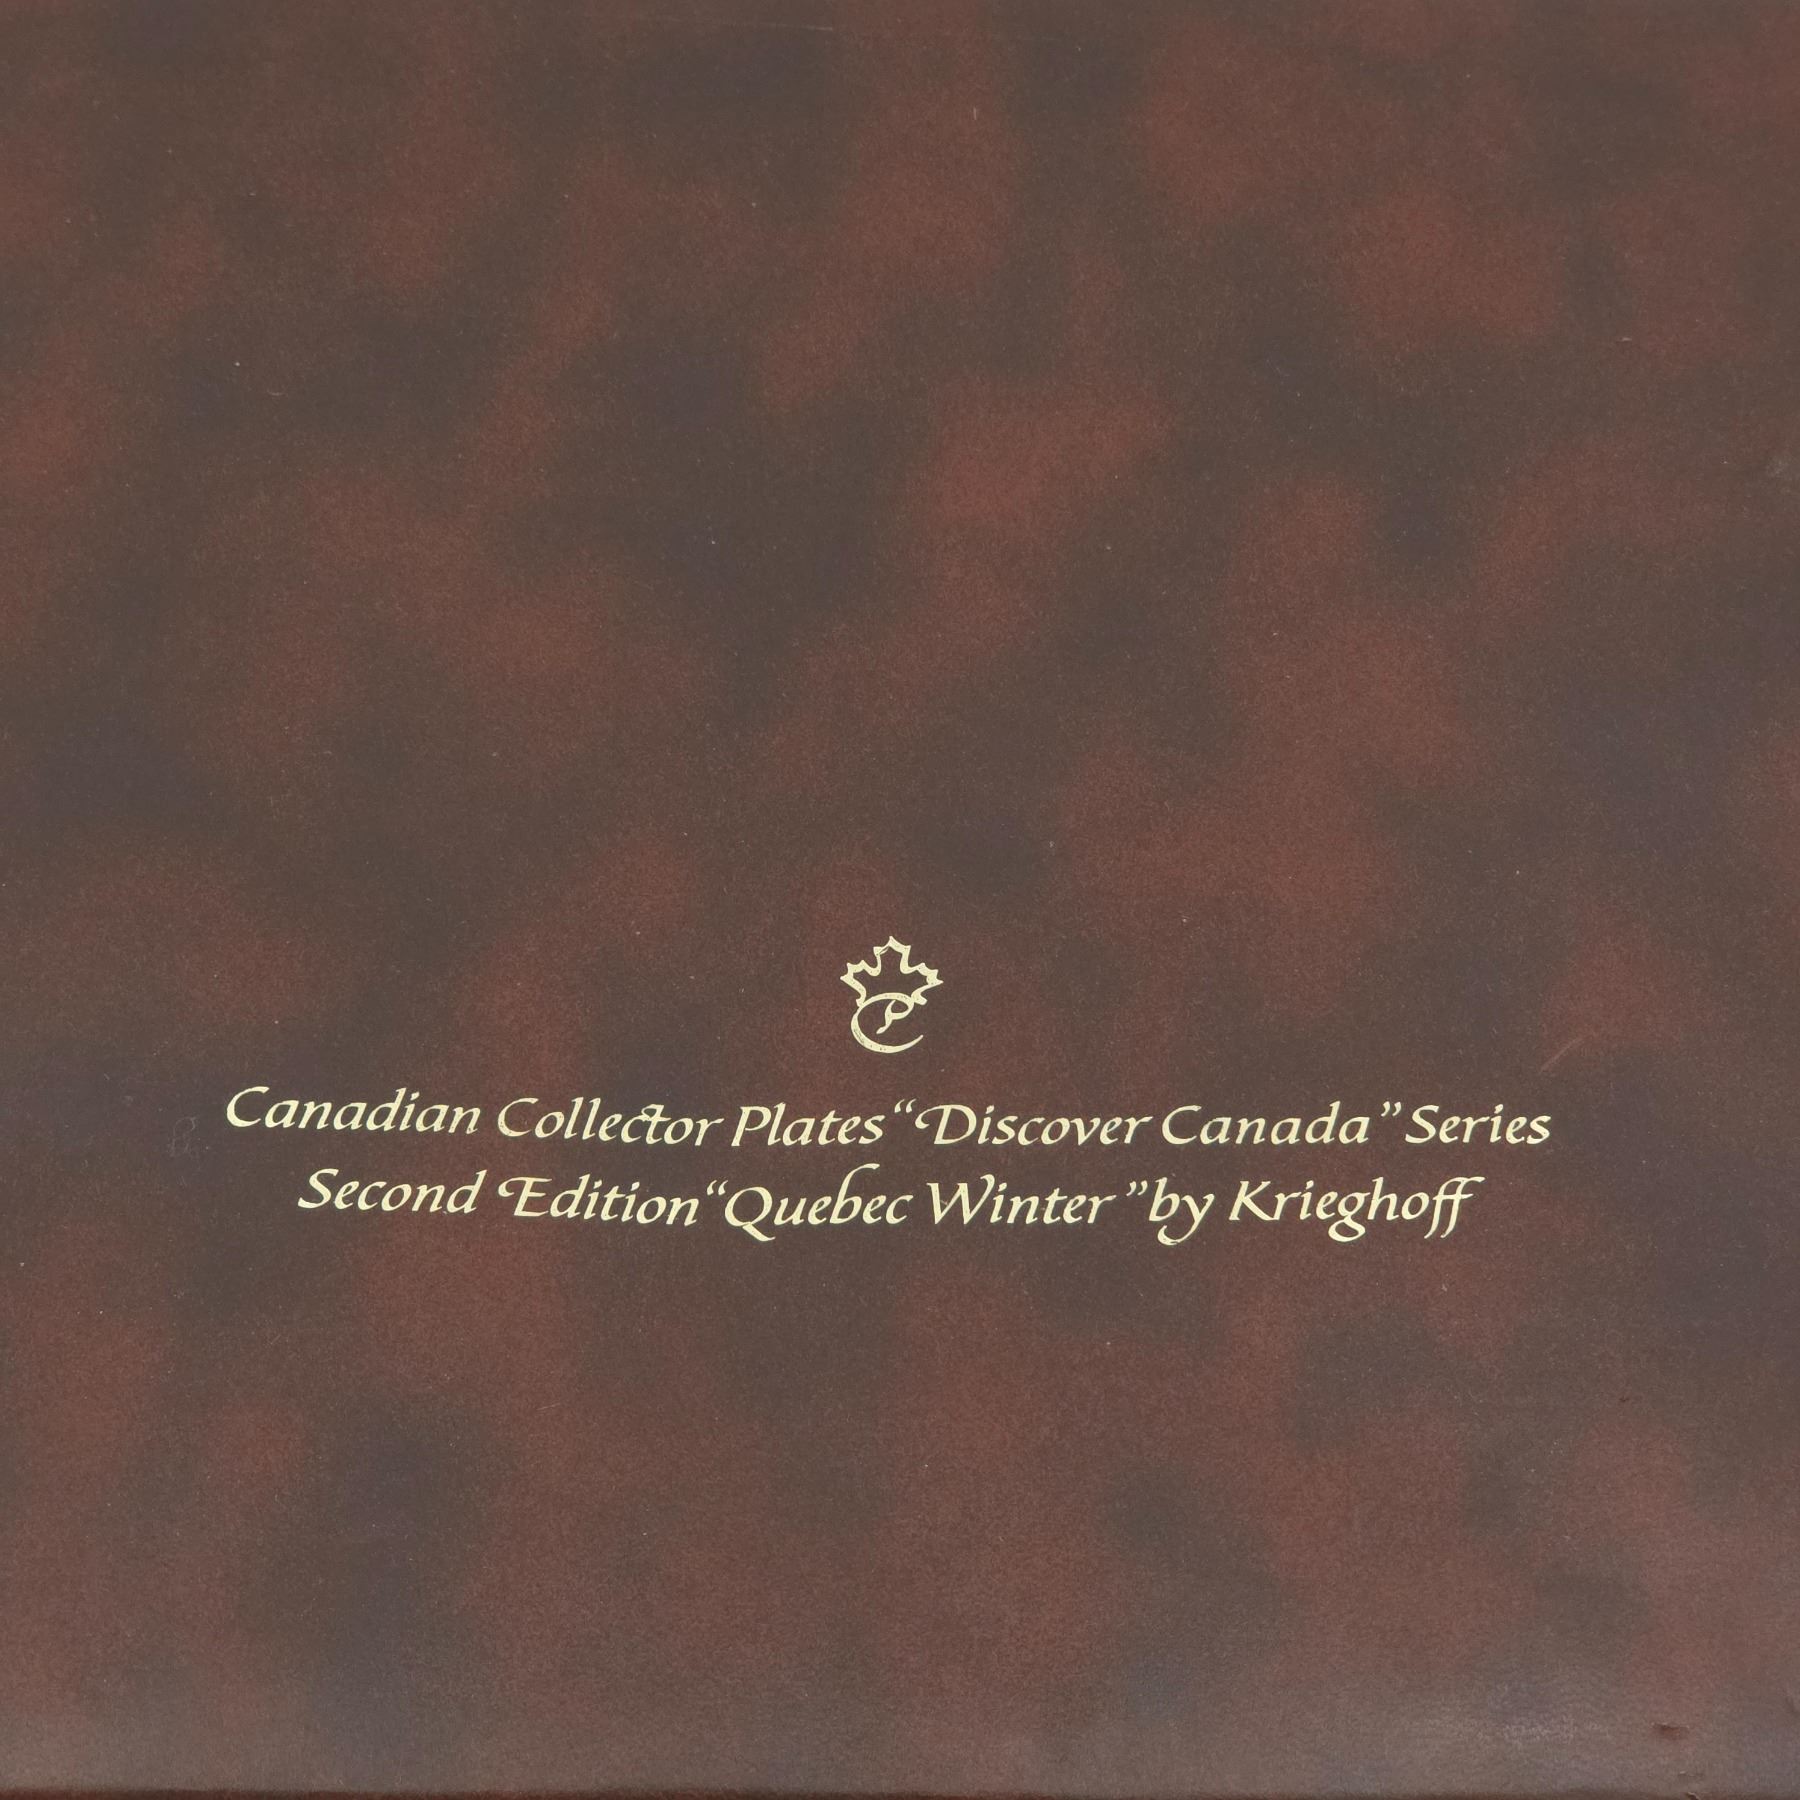 Canadian Collector Plates “Discover Canada” Series
Second Edition “Quebec Winter” by Krieghoff